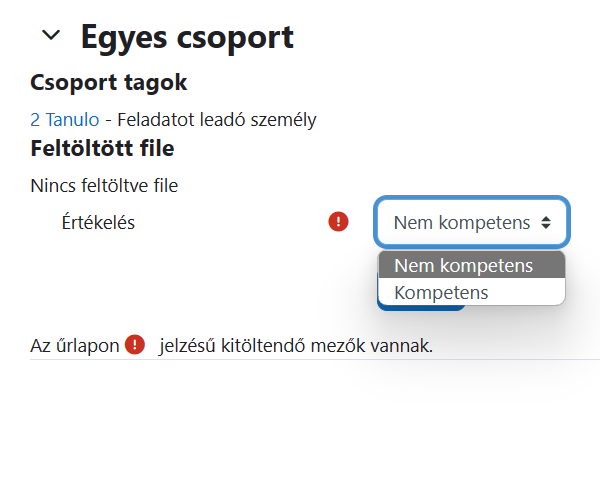 Egyes csoport
Csoport tagok
2 Tanulo - Feladatot leadó személy
Feltöltött file
Nincs feltöltve file
Értékelés
Nem kompetens
Nem kompetens
Kompetens
Az űrlapon jelzésű kitöltendő mezők vannak.